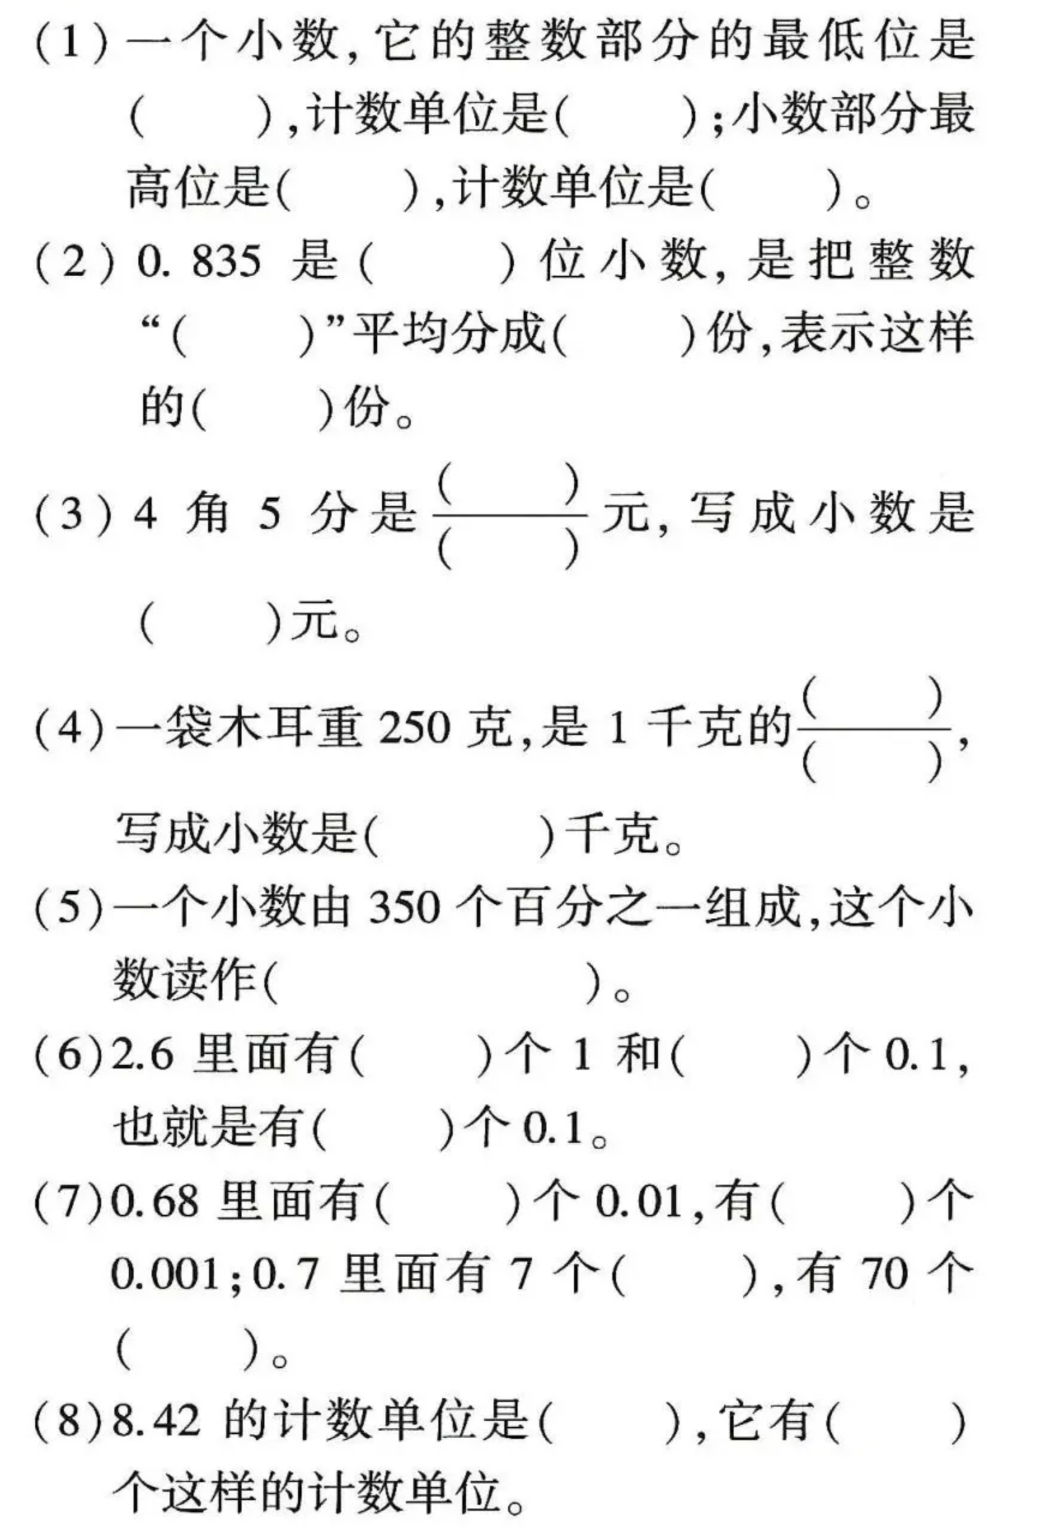 (1)一个小数,它的整数部分的最低位是
(　　),计数单位是(　　);小数部分最
高位是(　　),计数单位是(　　)。
(2)0.835 是(　　)位小数,是把整数
“(　　)”平均分成(　　)份,表示这样
的(　　)份。
(3)4 角 5 分是(　　)/(　　)元,写成小数是
(　　)元。
(4)一袋木耳重 250 克,是 1 千克的(　　)/(　　),
写成小数是(　　)千克。
(5)一个小数由 350 个百分之一组成,这个小
数读作(　　　　)。
(6)2.6 里面有(　　)个 1 和(　　)个 0.1,
也就是有(　　)个 0.1。
(7)0.68 里面有(　　)个 0.01,有(　　)个
0.001;0.7 里面有 7 个(　　),有 70 个
(　　)。
(8)8.42 的计数单位是(　　),它有(　　)
个这样的计数单位。